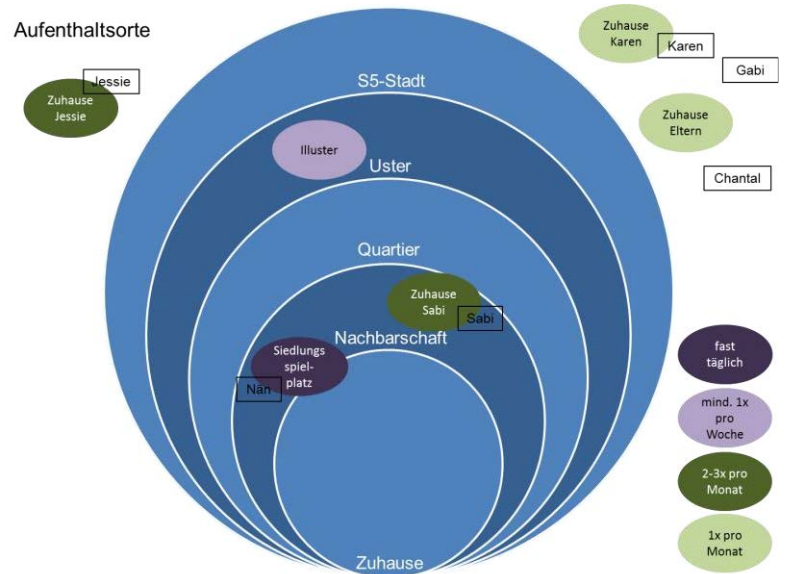 Aufenthaltsorte
Jessie
Zuhause
Jessie
Zuhause
Karen
Karen
Gabi
Zuhause
Eltern
Chantal
S5-Stadt
Illuster
Uster
Quartier
Zuhause
Sabi
Sabi
Nachbarschaft
Siedlungs
spiel-
platz
Nän
Zuhause
fast
täglich
mind. 1x
pro
Woche
2-3x pro
Monat
1x pro
Monat